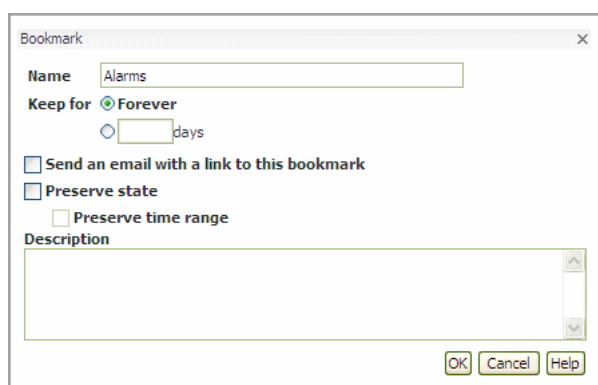 Bookmark
Name Alarms
Keep for Forever
days
Send an email with a link to this bookmark
Preserve state
Preserve time range
Description
OK Cancel Help